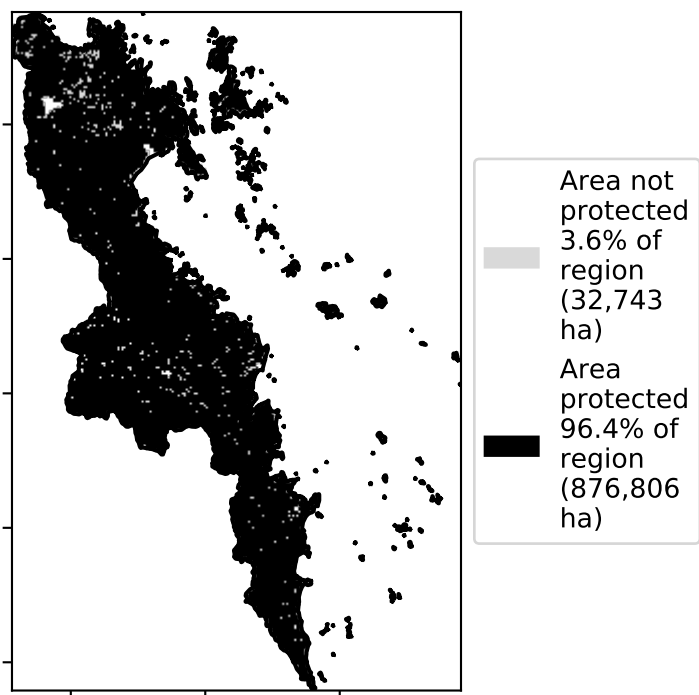 Area not
protected
3.6% of
region
(32,743
ha)
Area
protected
96.4% of
region
(876,806
ha)